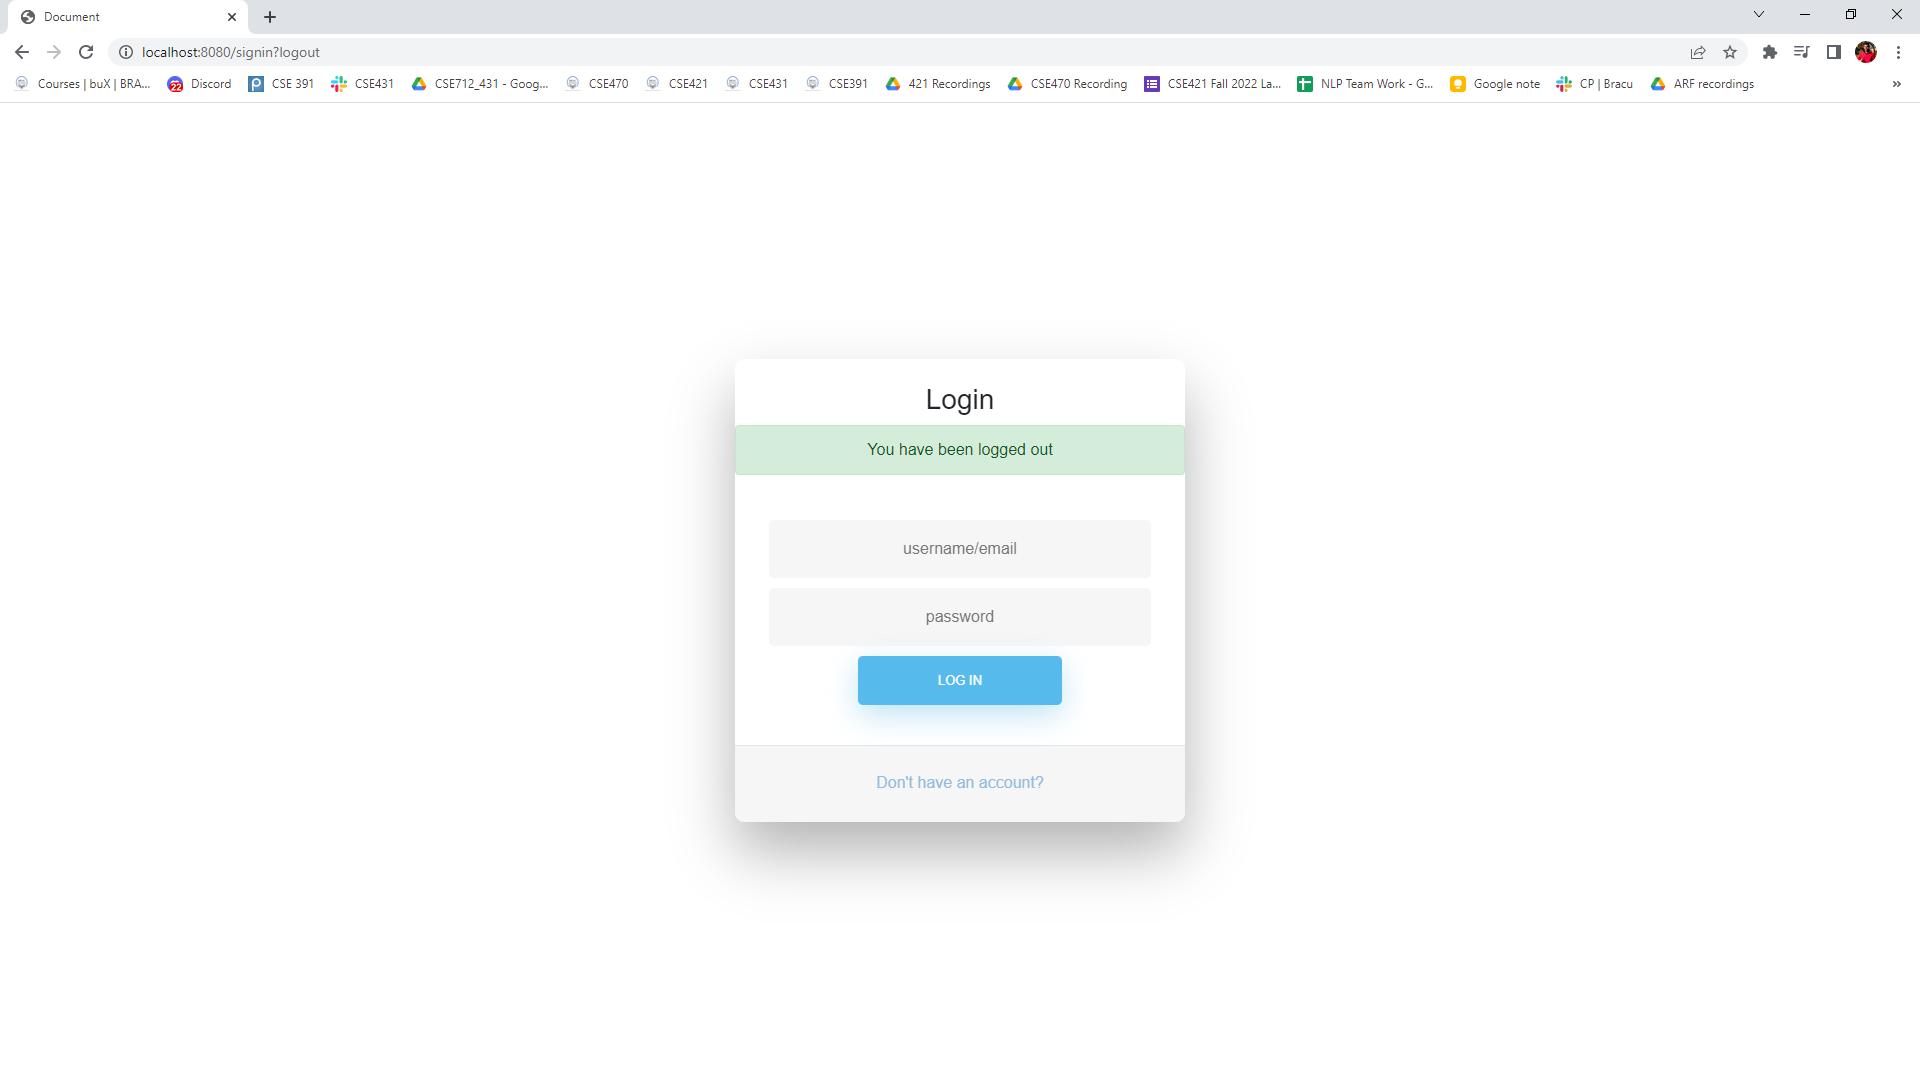 Document
localhost:8080/signin?logout
Courses | buX | BRA... 22 Discord CSE 391 CSE431 CSE712_431 - Goog... CSE470 CSE421 CSE431 CSE391 421 Recordings CSE470 Recording CSE421 Fall 2022 La... NLP Team Work - G... Google note CP | Bracu ARF recordings »
Login
You have been logged out
username/email
password
LOG IN
Don't have an account?